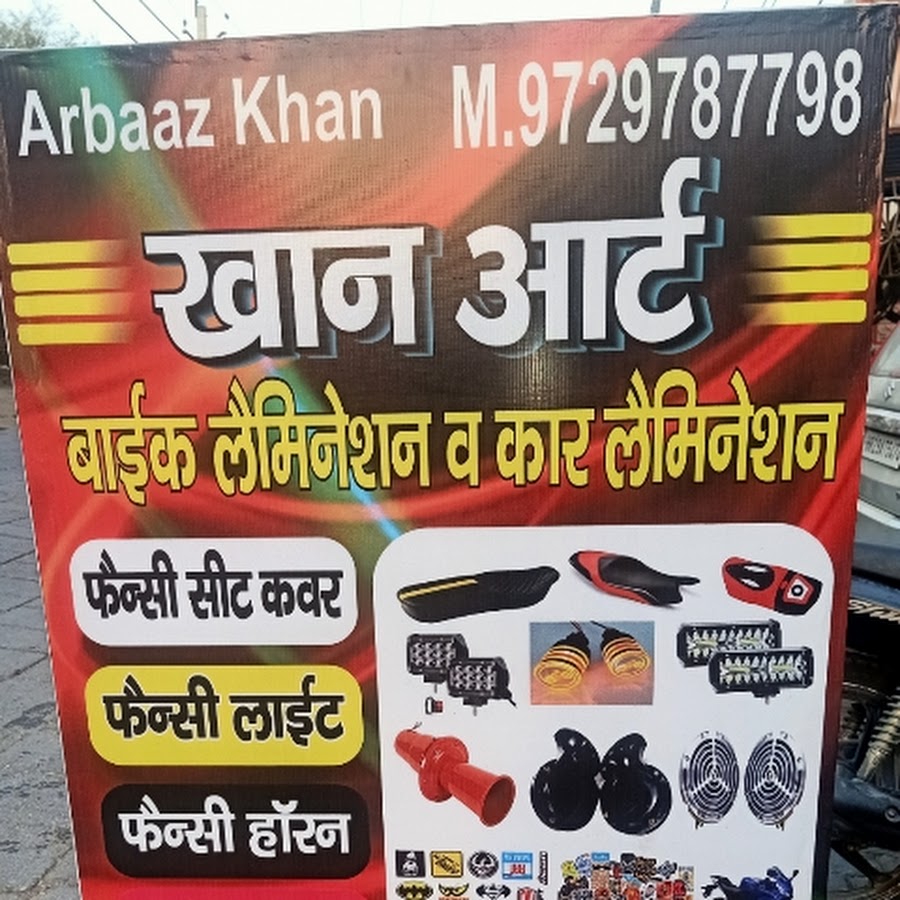 Arbaaz Khan M.9729787798
खान आर्ट
बाईक लैमिनेशन व कार लैमिनेशन
फैन्सी सीट कवर
फैन्सी लाईट
फैन्सी हॉरन